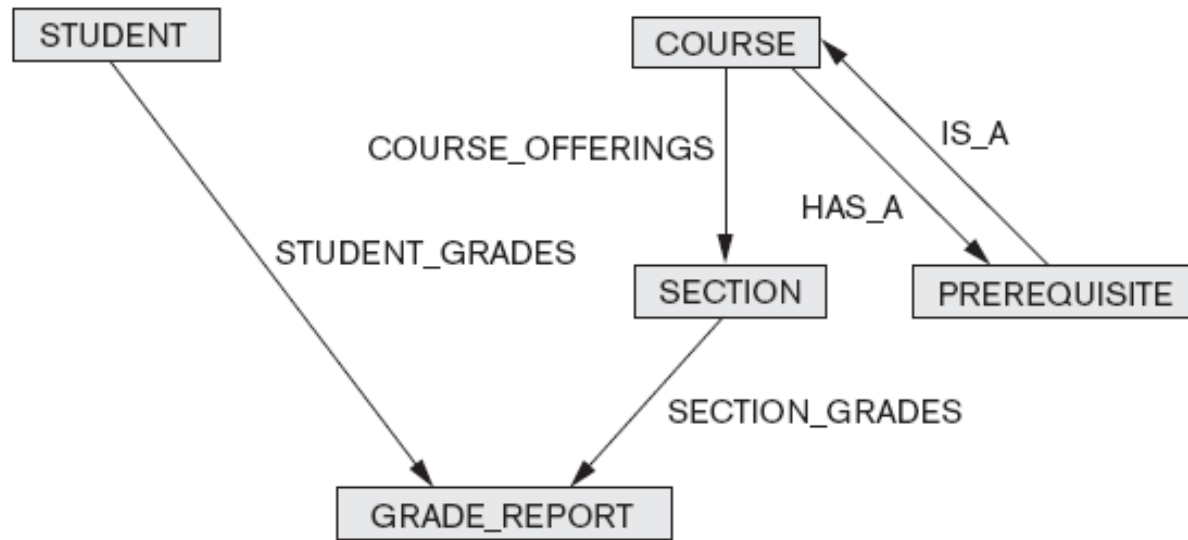 STUDENT
COURSE
COURSE_OFFERINGS
IS_A
HAS_A
STUDENT_GRADES
SECTION
PREREQUISITE
SECTION_GRADES
GRADE_REPORT